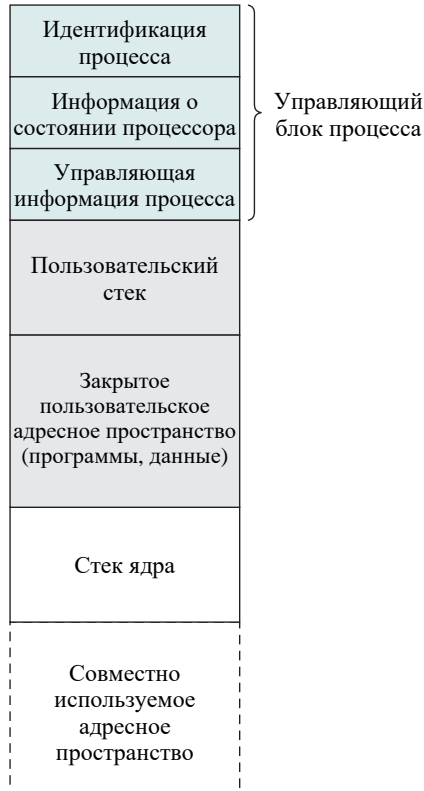 Идентификация
процесса
Информация о
состоянии процессора
Управляющая
информация процесса
Управляющий
блок процесса
Пользовательский
стек
Закрытое
пользовательское
адресное пространство
(программы, данные)
Стек ядра
Совместно
используемое
адресное
пространство